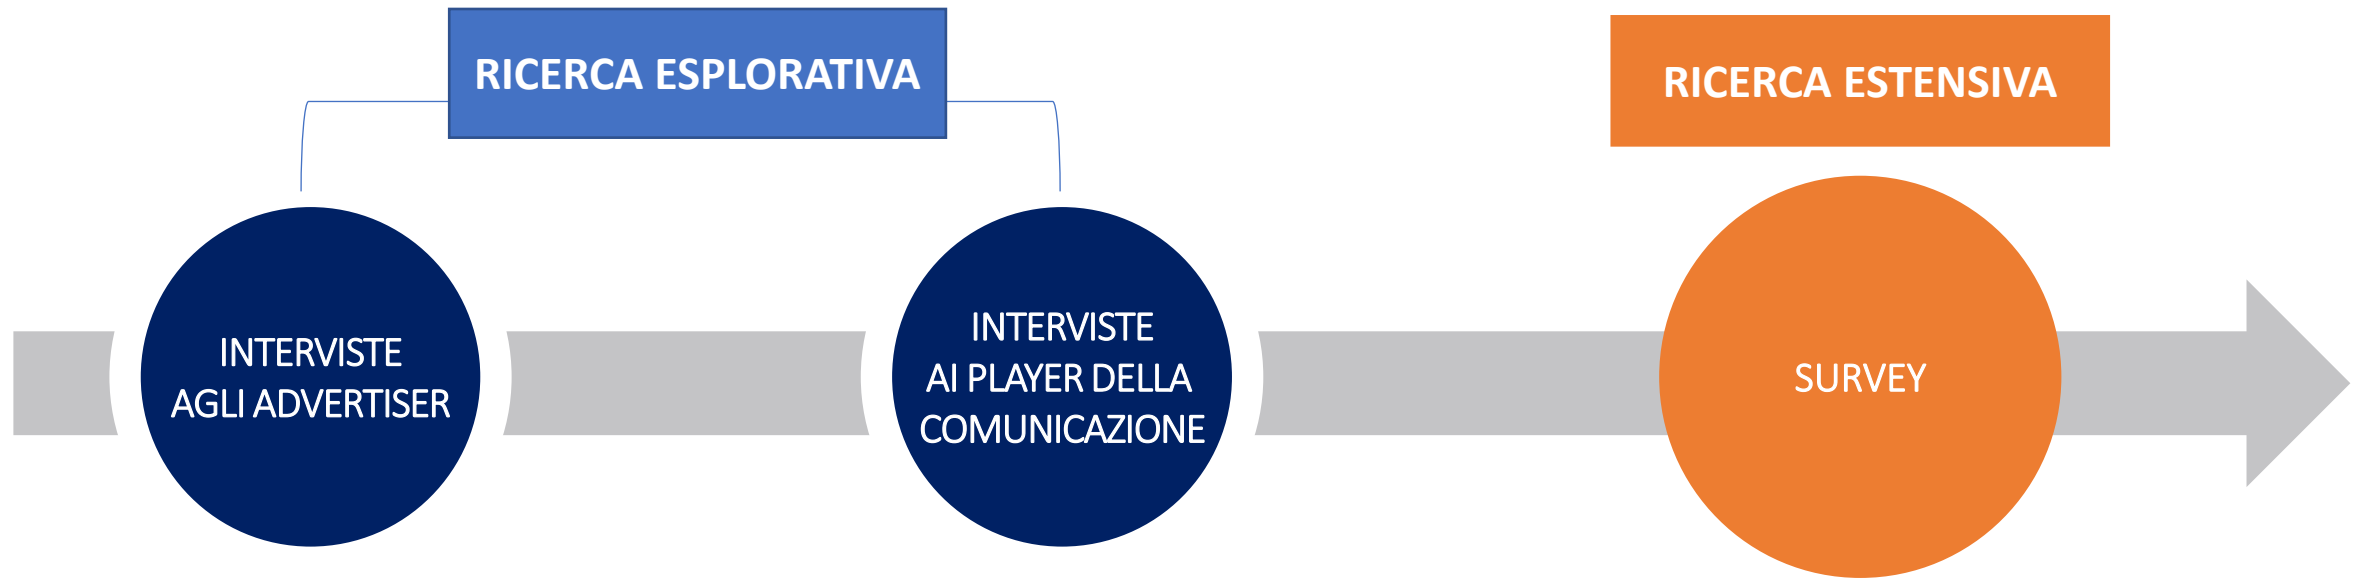 RICERCA ESPLORATIVA
RICERCA ESTENSIVA
INTERVISTE
AGLI ADVERTISER
INTERVISTE
AI PLAYER DELLA
COMUNICAZIONE
SURVEY